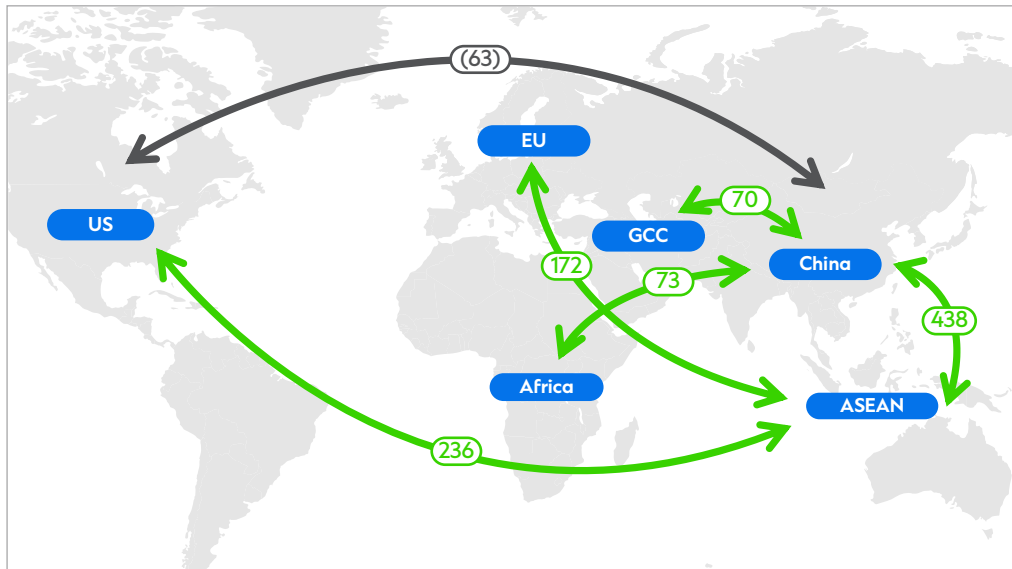 (63)
EU
70
US
GCC
China
172
73
438
Africa
ASEAN
236